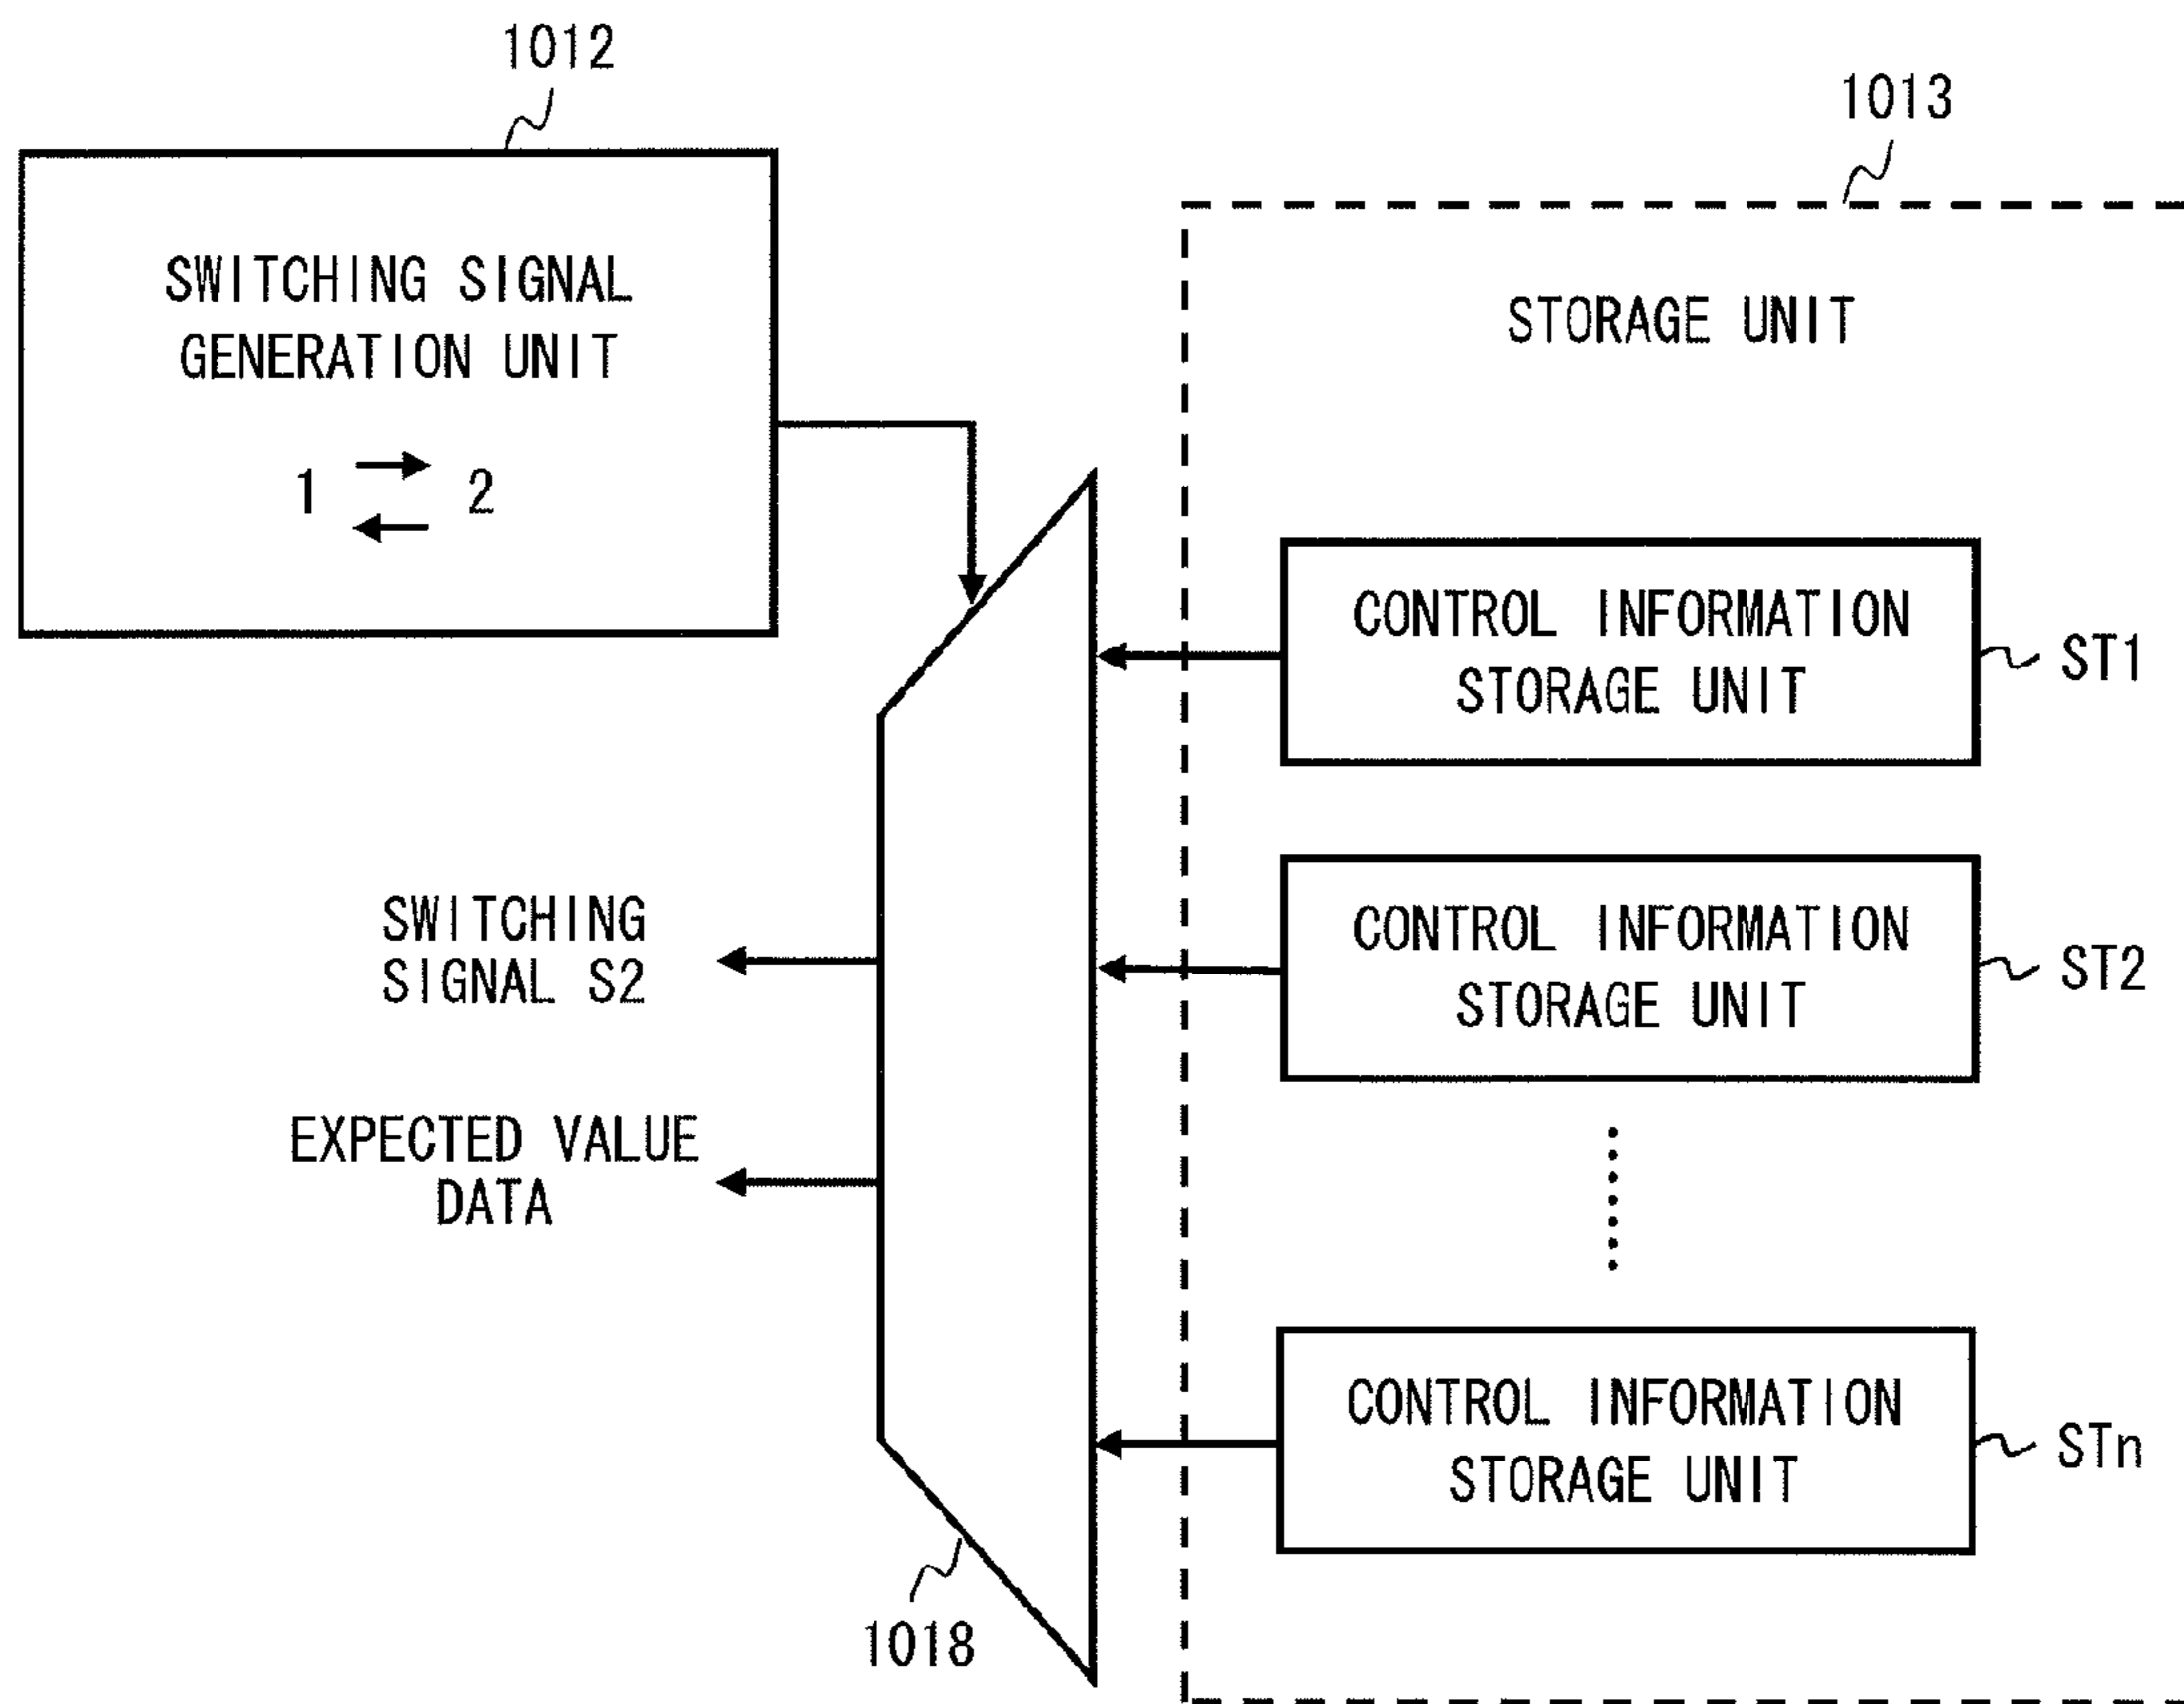 1012
1013
SWITCHING SIGNAL
GENERATION UNIT
1 2
STORAGE UNIT
CONTROL INFORMATION
STORAGE UNIT
ST1
CONTROL INFORMATION
STORAGE UNIT
ST2
SWITCHING
SIGNAL S2
EXPECTED VALUE
DATA
CONTROL INFORMATION
STORAGE UNIT
STn
1018